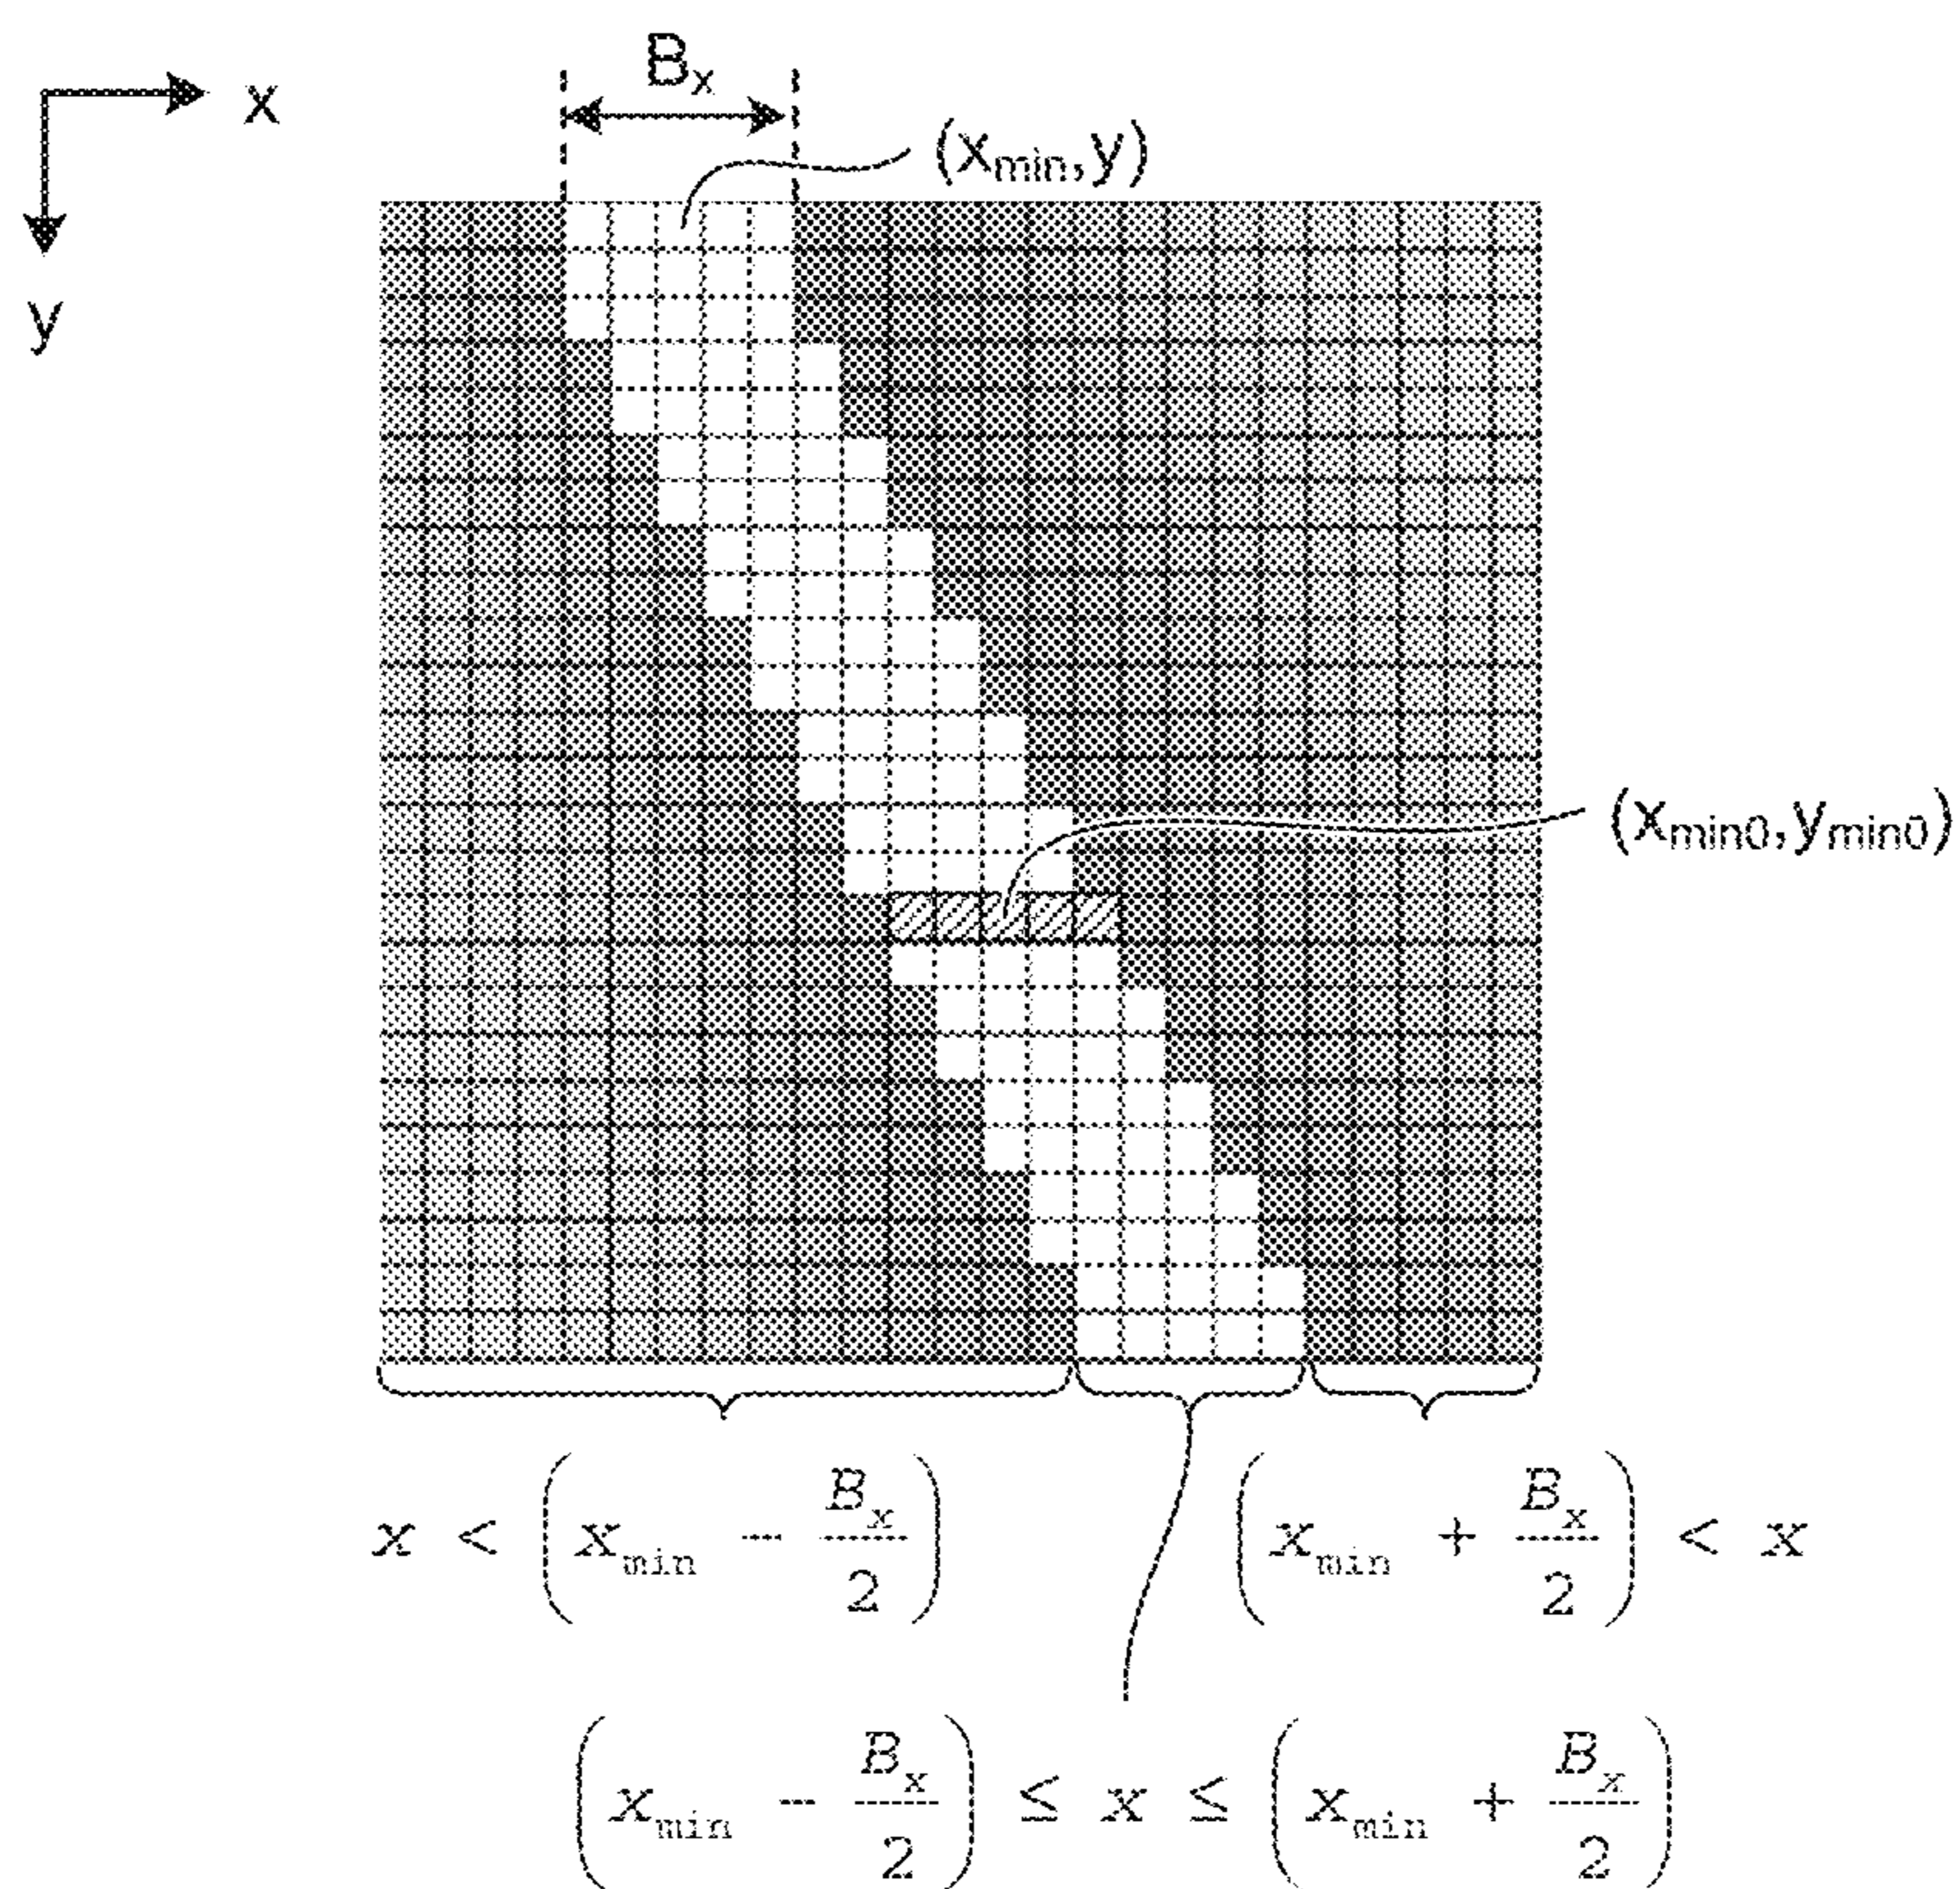 Bx
x
(xmin,y)
y
(xmin0,ymin0)
x < (xmin − Bx/2)
(xmin + Bx/2) < x
(xmin − Bx/2) ≤ x ≤ (xmin + Bx/2)